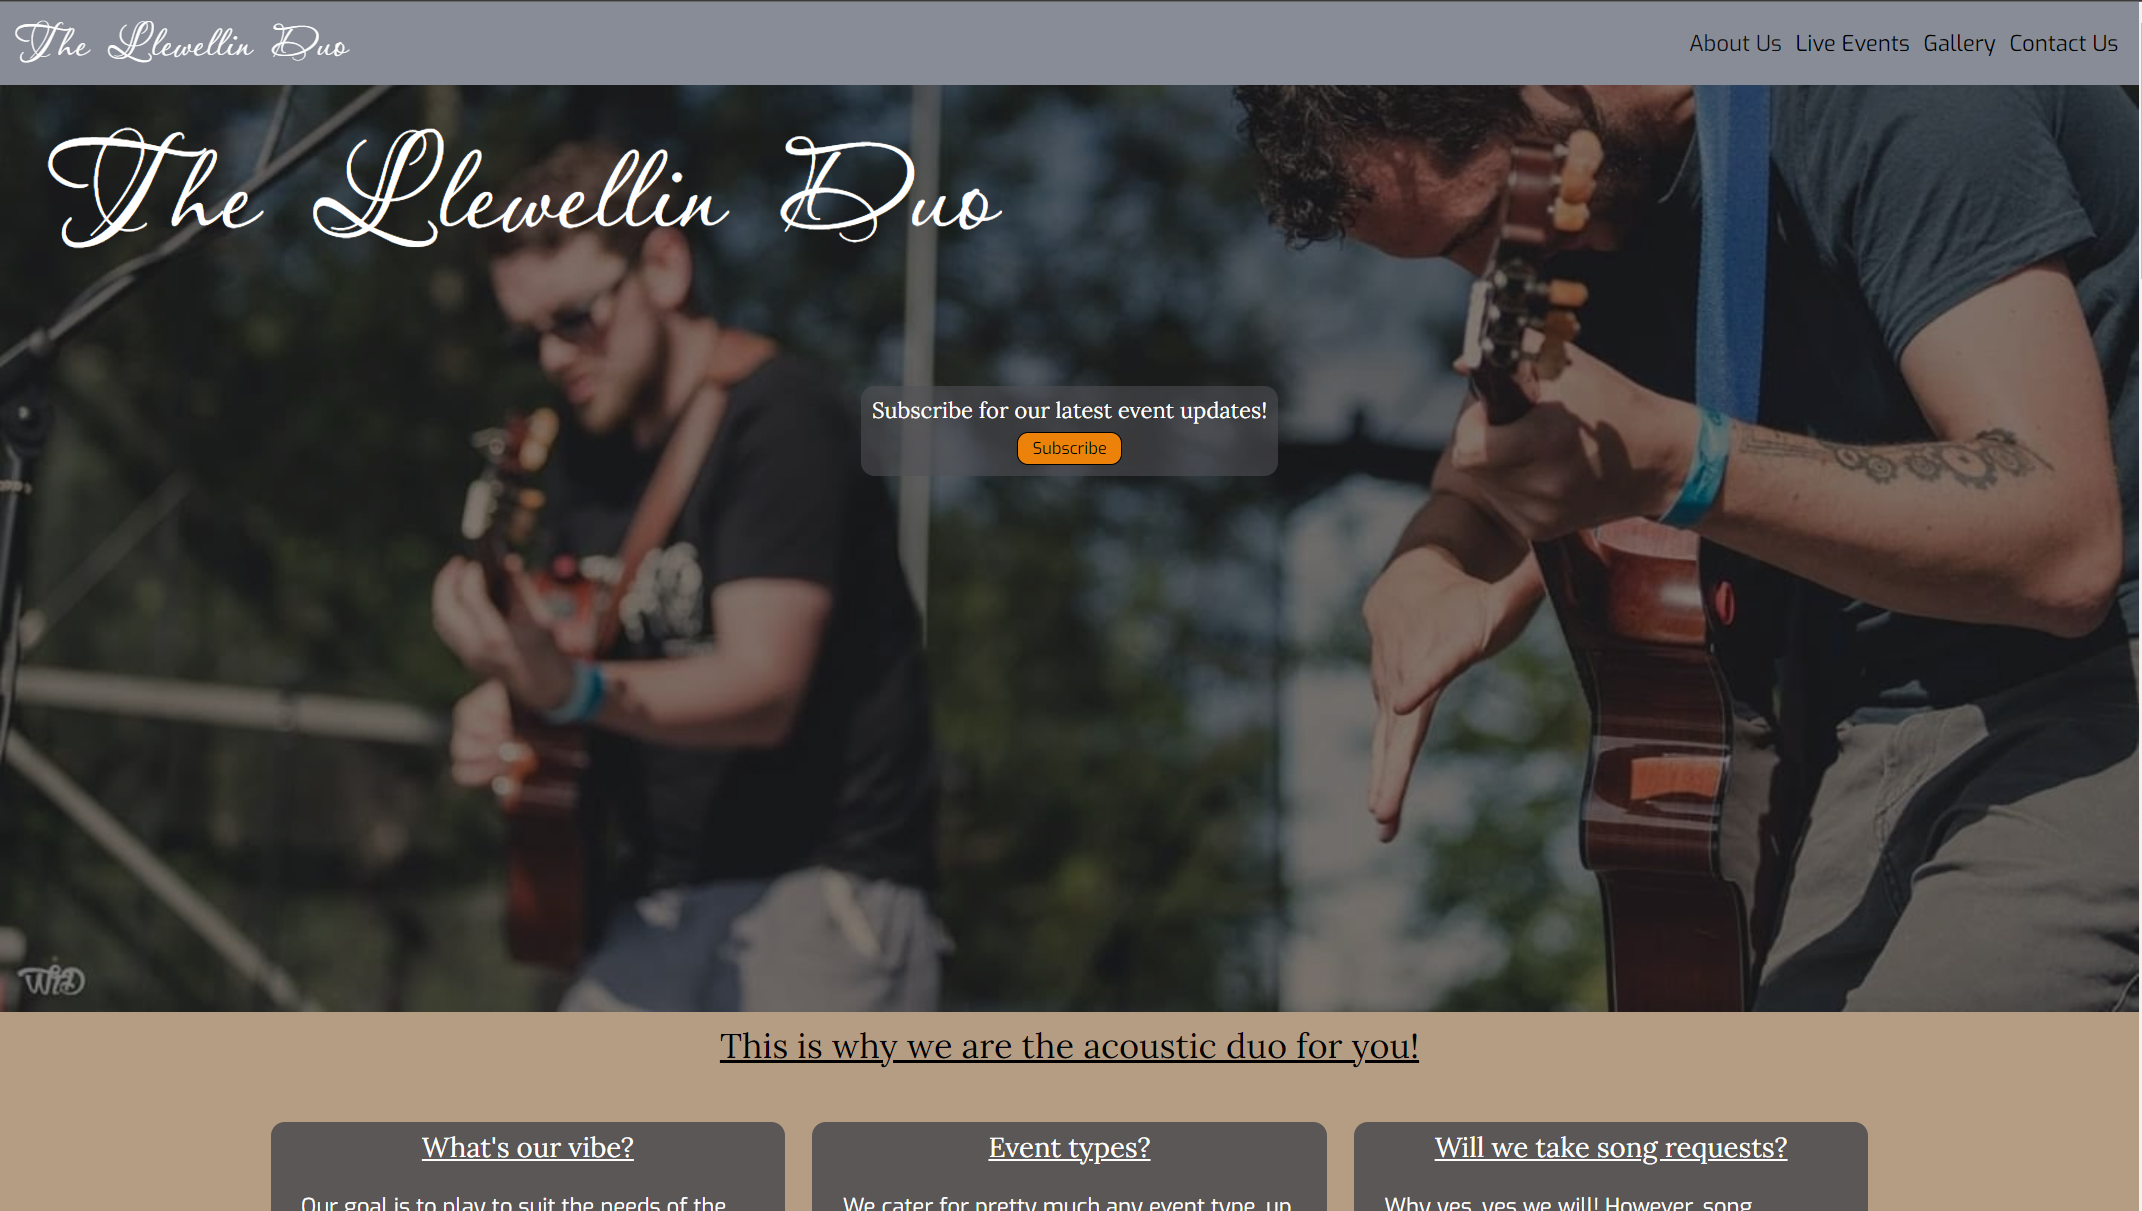 The Llewellin Duo
About Us Live Events Gallery Contact Us
The Llewellin Duo
Subscribe for our latest event updates!
Subscribe
WiD
This is why we are the acoustic duo for you!
What's our vibe?
Our goal is to play to suit the needs of the
Event types?
We cater for pretty much any event type, up
Will we take song requests?
Why yes, yes we will! However, song